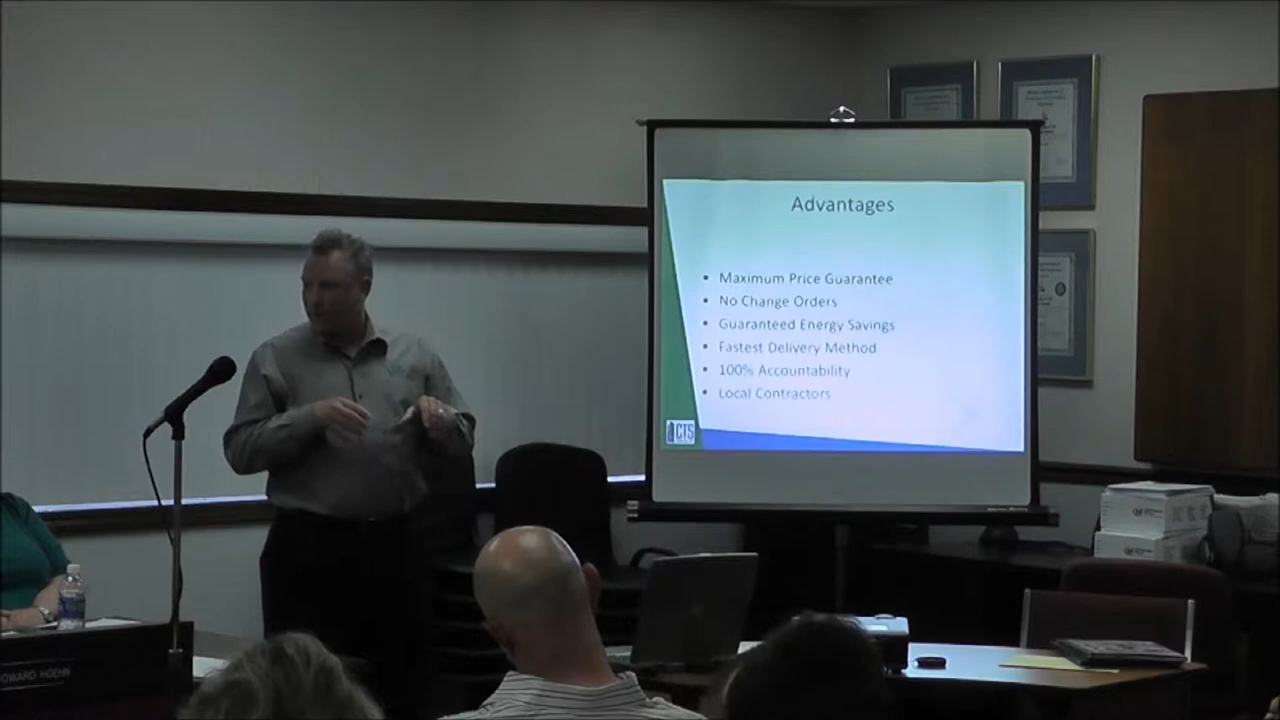 Advantages
• Maximum Price Guarantee
• No Change Orders
• Guaranteed Energy Savings
• Fastest Delivery Method
• 100% Accountability
• Local Contractors
CTS
OWARD HOEHN